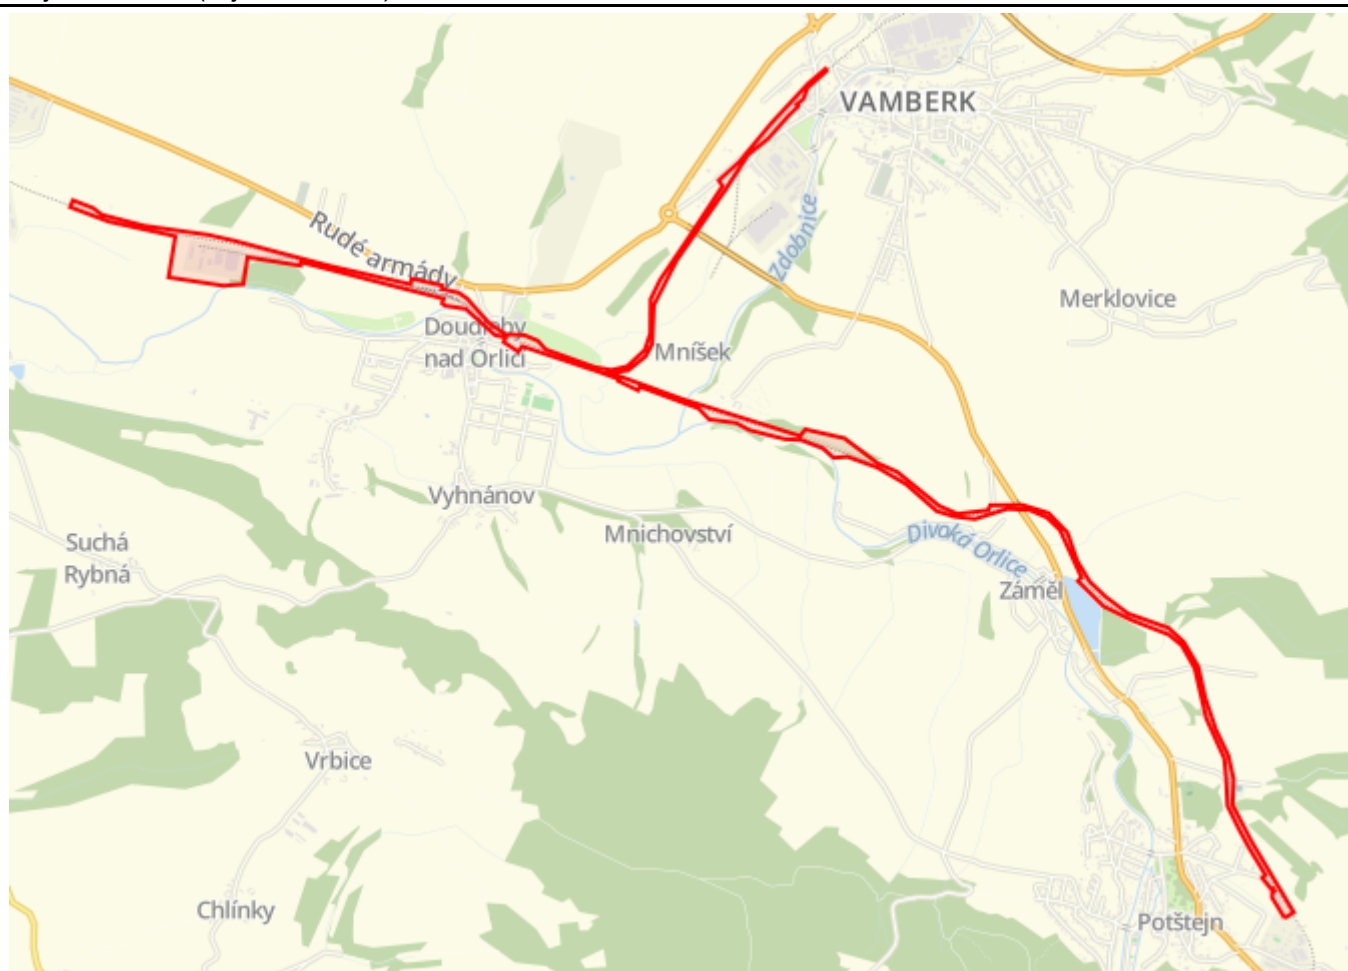 VAMBERK
Rudé armády
Zdobnice
Merklovice
Doudleby
nad Orlicí
Mníšek
Vyhnánov
Mnichovství
Divoká Orlice
Suchá
Rybná
Záměl
Vrbice
Chlínky
Potštejn